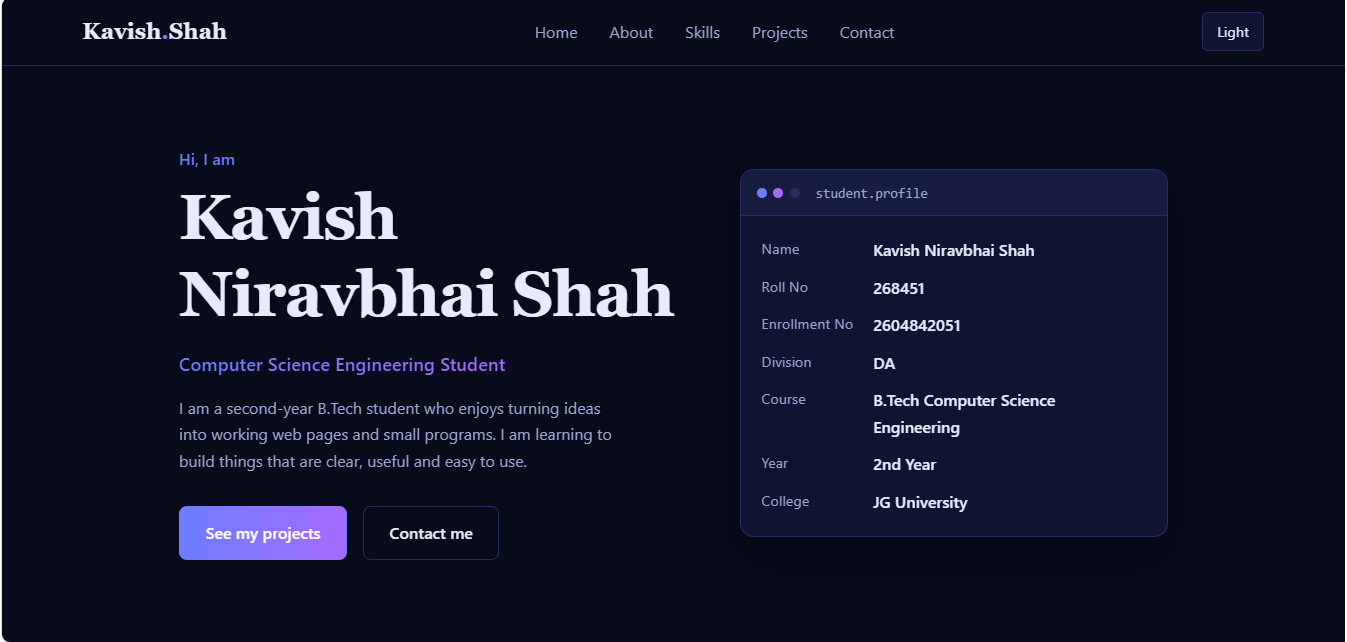 Kavish.Shah
Home About Skills Projects Contact
Light
Hi, I am
Kavish
Niravbhai Shah
Computer Science Engineering Student
I am a second-year B.Tech student who enjoys turning ideas
into working web pages and small programs. I am learning to
build things that are clear, useful and easy to use.
See my projects
Contact me
student.profile
Name Kavish Niravbhai Shah
Roll No 268451
Enrollment No 2604842051
Division DA
Course B.Tech Computer Science
Engineering
Year 2nd Year
College JG University